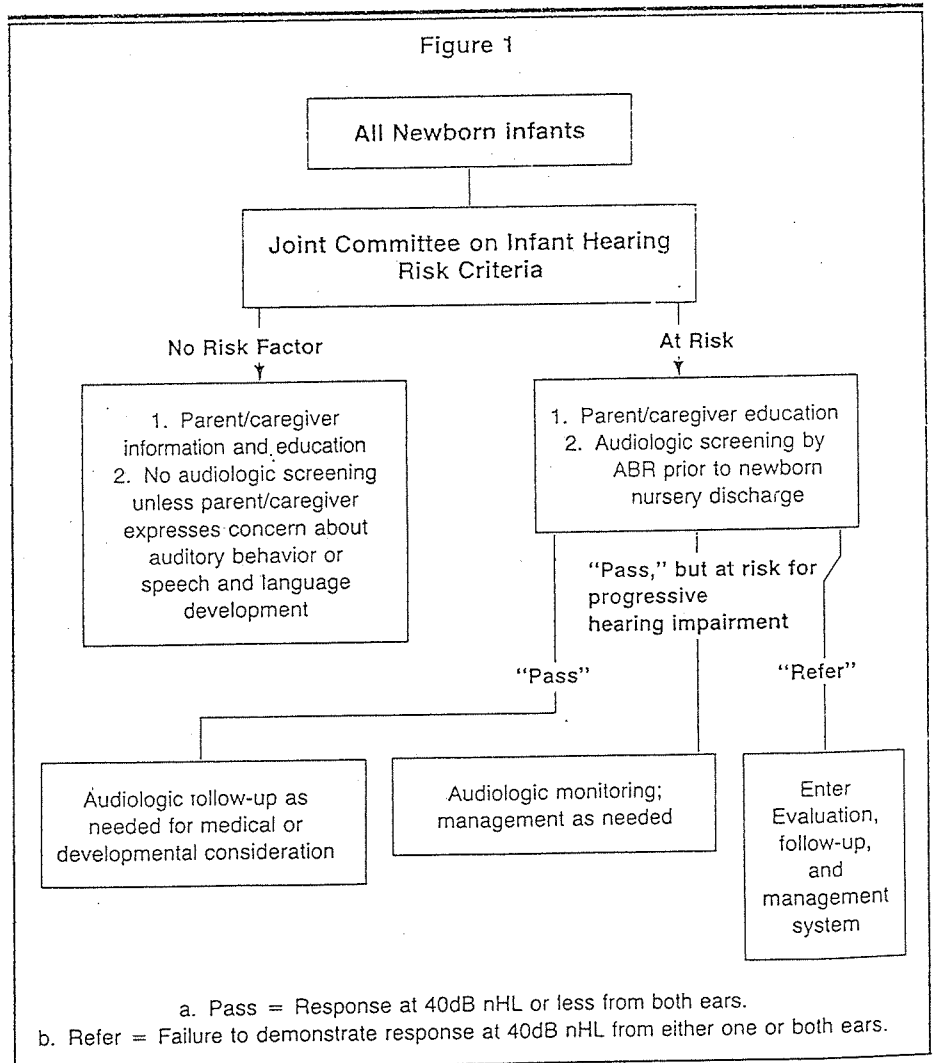 Figure 1
All Newborn infants
Joint Committee on Infant Hearing
Risk Criteria
No Risk Factor
At Risk
1. Parent/caregiver
information and education
2. No audiologic screening
unless parent/caregiver
expresses concern about
auditory behavior or
speech and language
development
1. Parent/caregiver education
2. Audiologic screening by
ABR prior to newborn
nursery discharge
"Pass"
"Pass," but at risk for
progressive
hearing impairment
"Refer"
Audiologic follow-up as
needed for medical or
developmental consideration
Audiologic monitoring;
management as needed
Enter
Evaluation,
follow-up,
and
management
system
a. Pass = Response at 40dB nHL or less from both ears.
b. Refer = Failure to demonstrate response at 40dB nHL from either one or both ears.